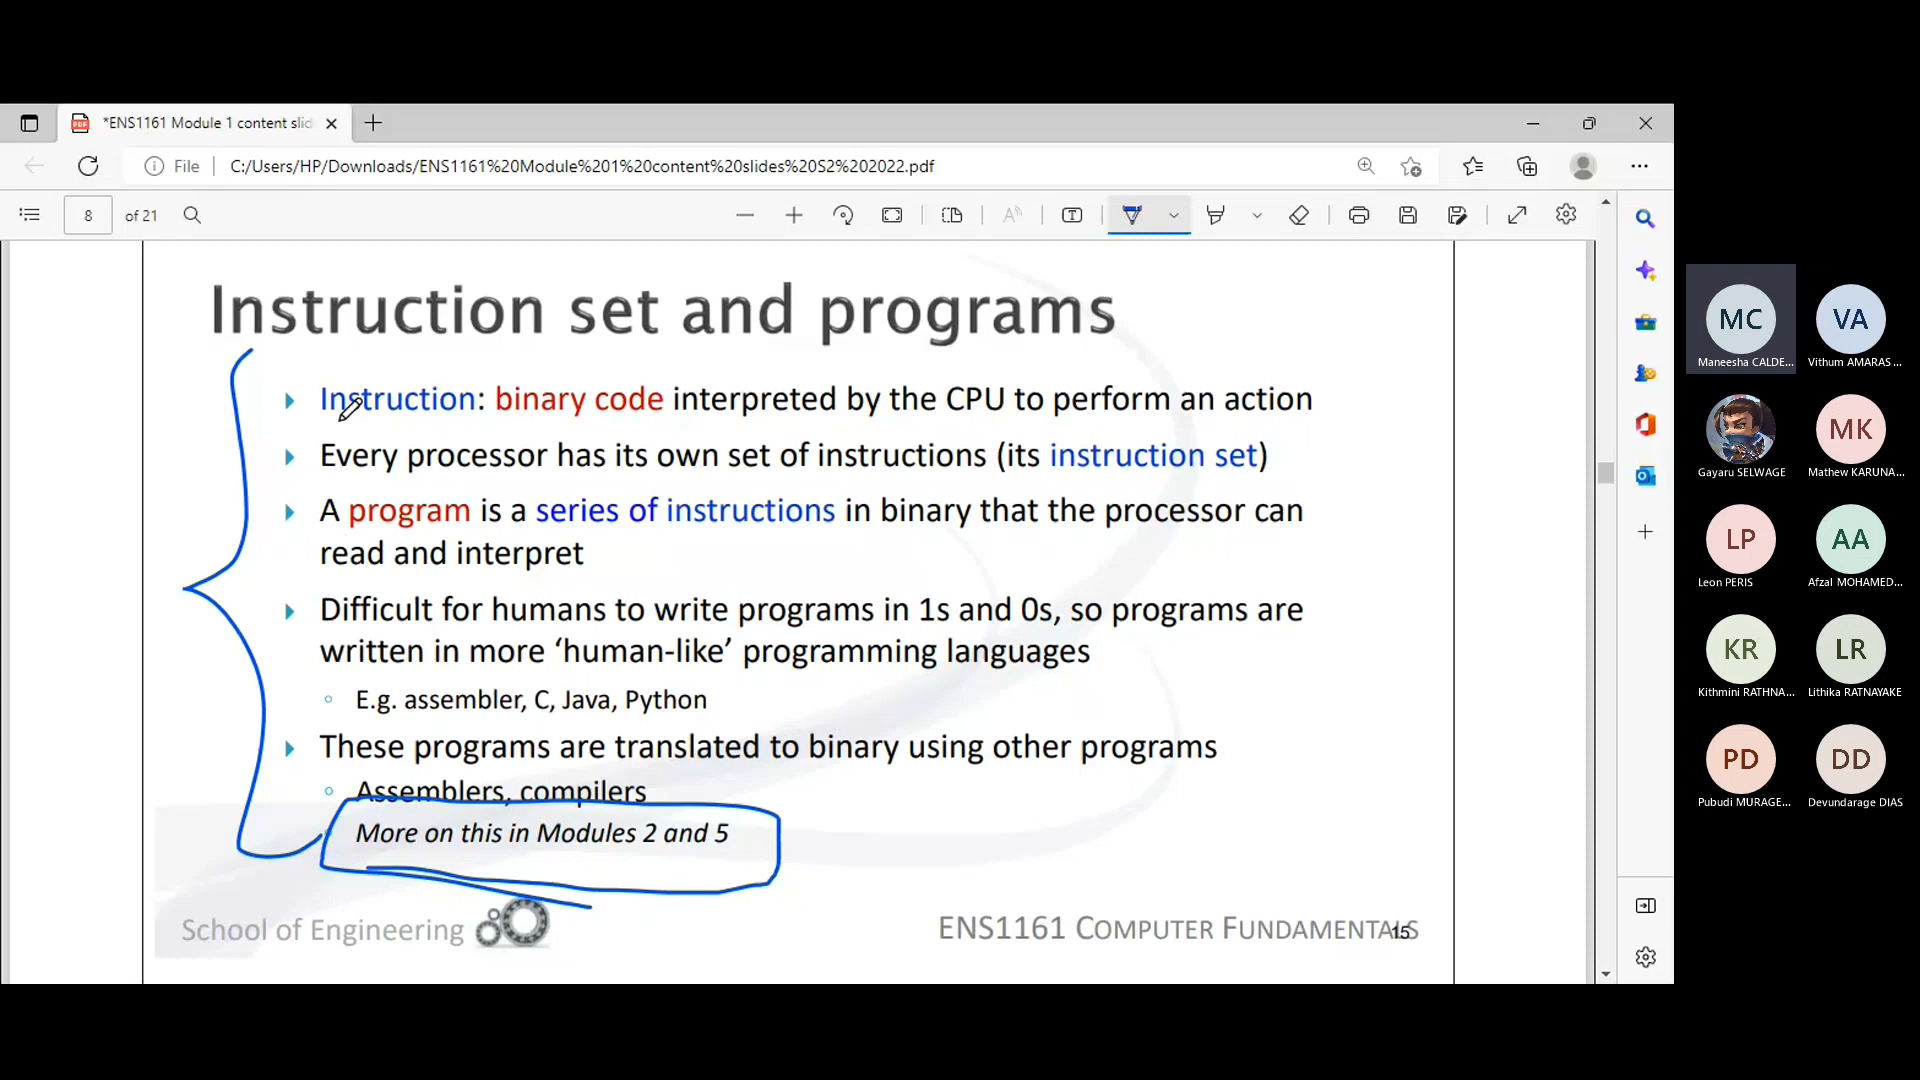 *ENS1161 Module 1 content slid
File
C:/Users/HP/Downloads/ENS1161%20Module%201%20content%20slides%20S2%202022.pdf
8 of 21
Instruction set and programs
Instruction: binary code interpreted by the CPU to perform an action
Every processor has its own set of instructions (its instruction set)
A program is a series of instructions in binary that the processor can
read and interpret
Difficult for humans to write programs in 1s and 0s, so programs are
written in more ‘human-like’ programming languages
E.g. assembler, C, Java, Python
These programs are translated to binary using other programs
Assemblers, compilers
More on this in Modules 2 and 5
School of Engineering
ENS1161 COMPUTER FUNDAMENTALS
15
MC
Maneesha CALDE...
VA
Vithum AMARAS...
Gayaru SELWAGE
MK
Mathew KARUNA...
LP
Leon PERIS
AA
Afzal MOHAMED...
KR
Kithmini RATHNA...
LR
Lithika RATNAYAKE
PD
Pubudi MURAGE...
DD
Devundarage DIAS